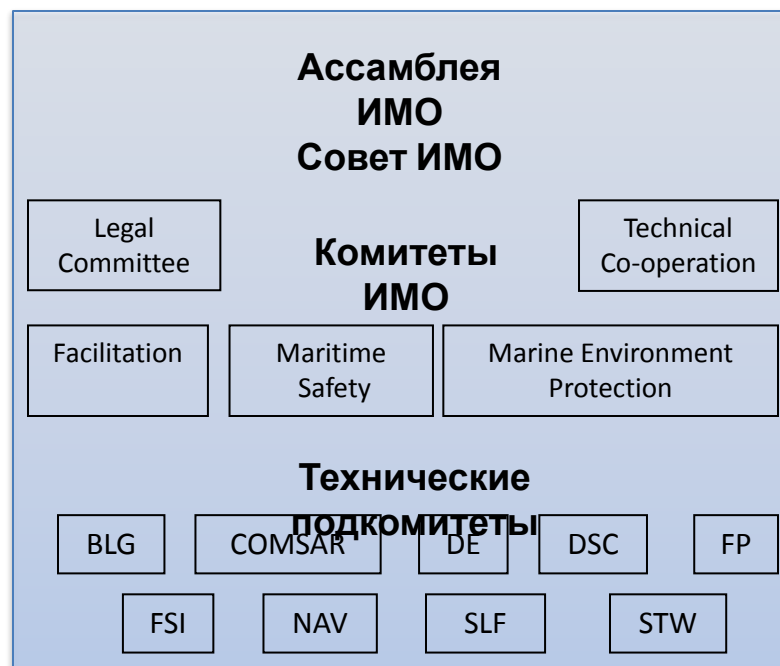 Ассамблея
ИМО
Совет ИМО
Legal
Committee
Technical
Co-operation
Комитеты
ИМО
Facilitation
Maritime
Safety
Marine Environment
Protection
Технические
подкомитеты
BLG
COMSAR
DE
DSC
FP
FSI
NAV
SLF
STW